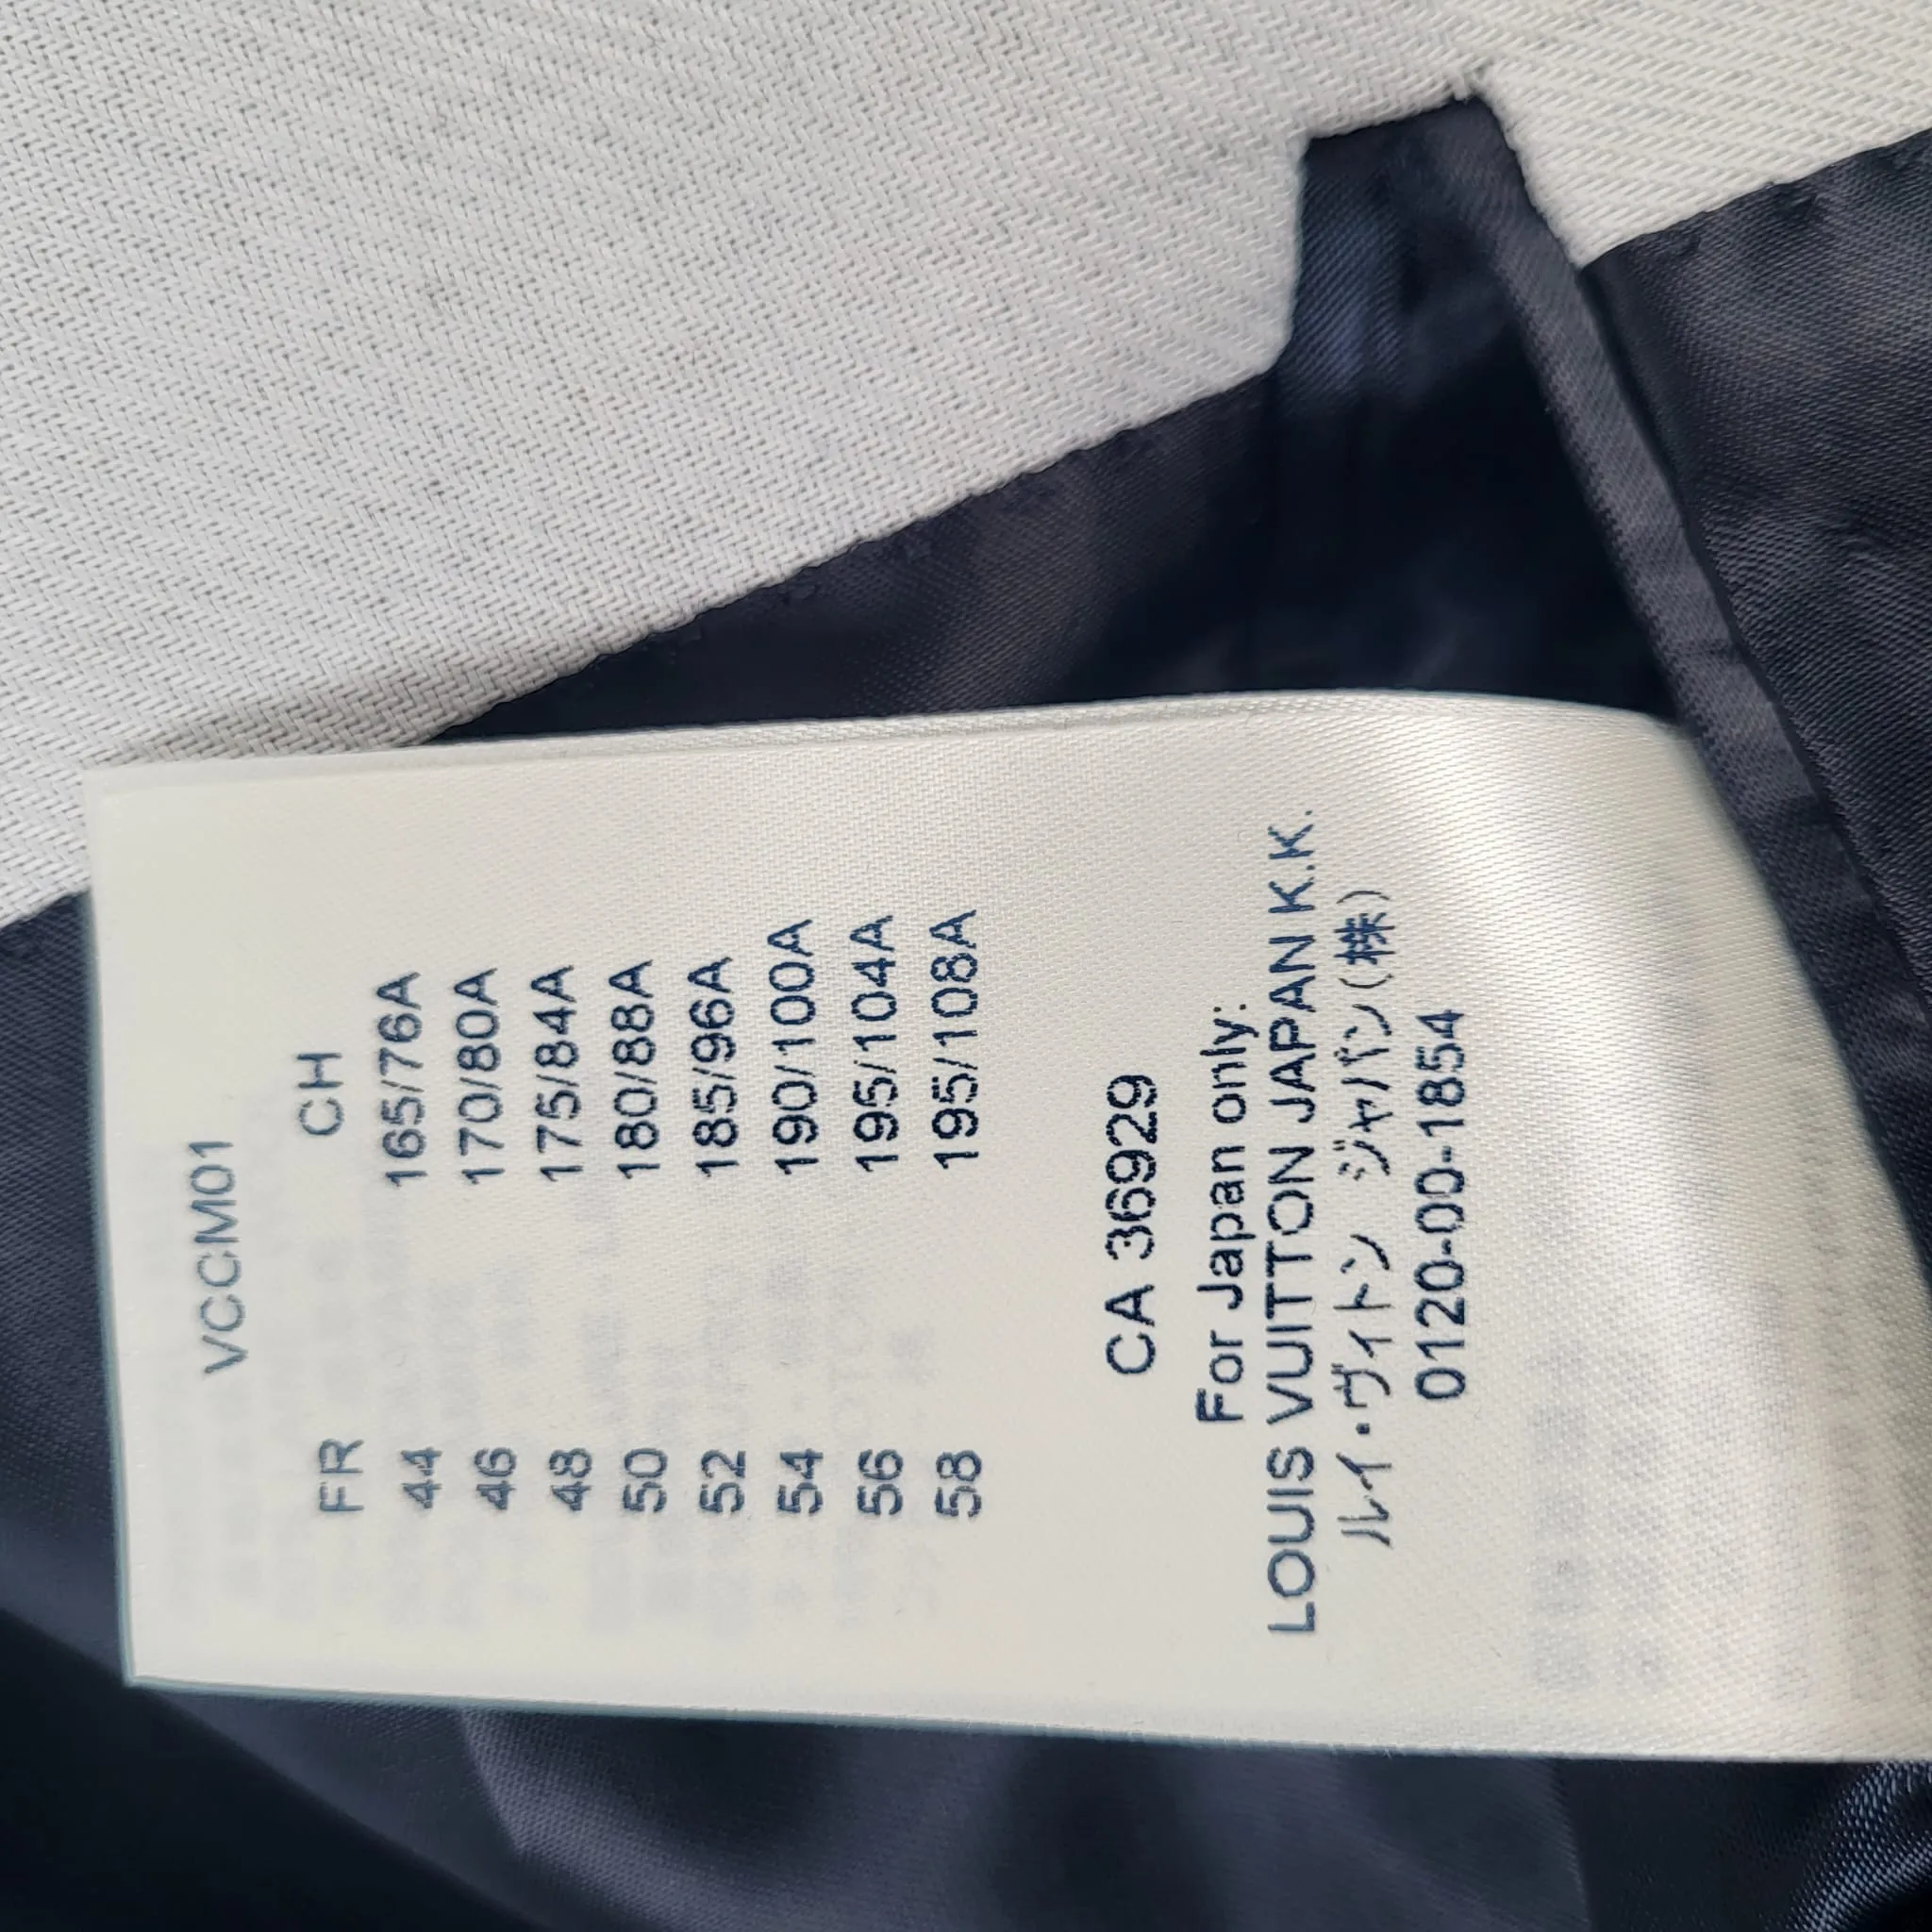 VCCM01
FR CH
44 165/76A
46 170/80A
48 175/84A
50 180/88A
52 185/96A
54 190/100A
56 195/104A
58 195/108A
CA 36929
For Japan only:
LOUIS VUITTON JAPAN K.K.
ルイ・ヴィトン ジャパン(株)
0120-00-1854